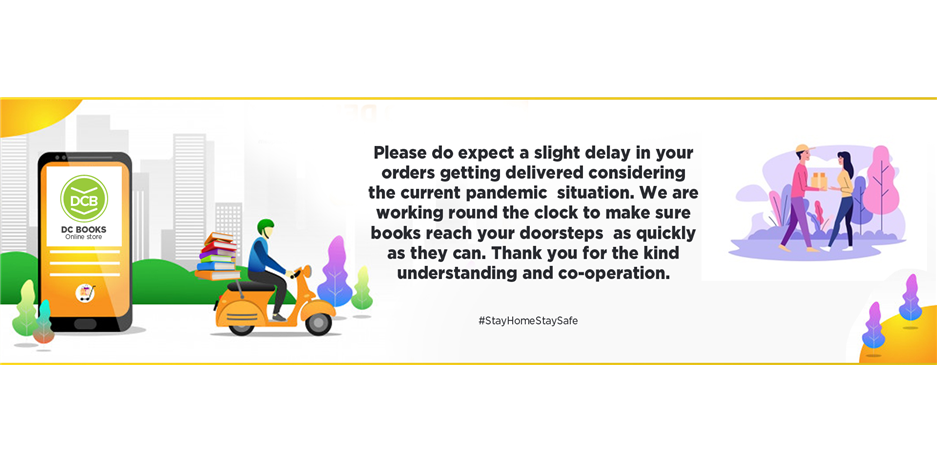 DCB
DC BOOKS
Online store
Please do expect a slight delay in your
orders getting delivered considering
the current pandemic  situation. We are
working round the clock to make sure
books reach your doorsteps  as quickly
as they can. Thank you for the kind
understanding and co-operation.
#StayHomeStaySafe